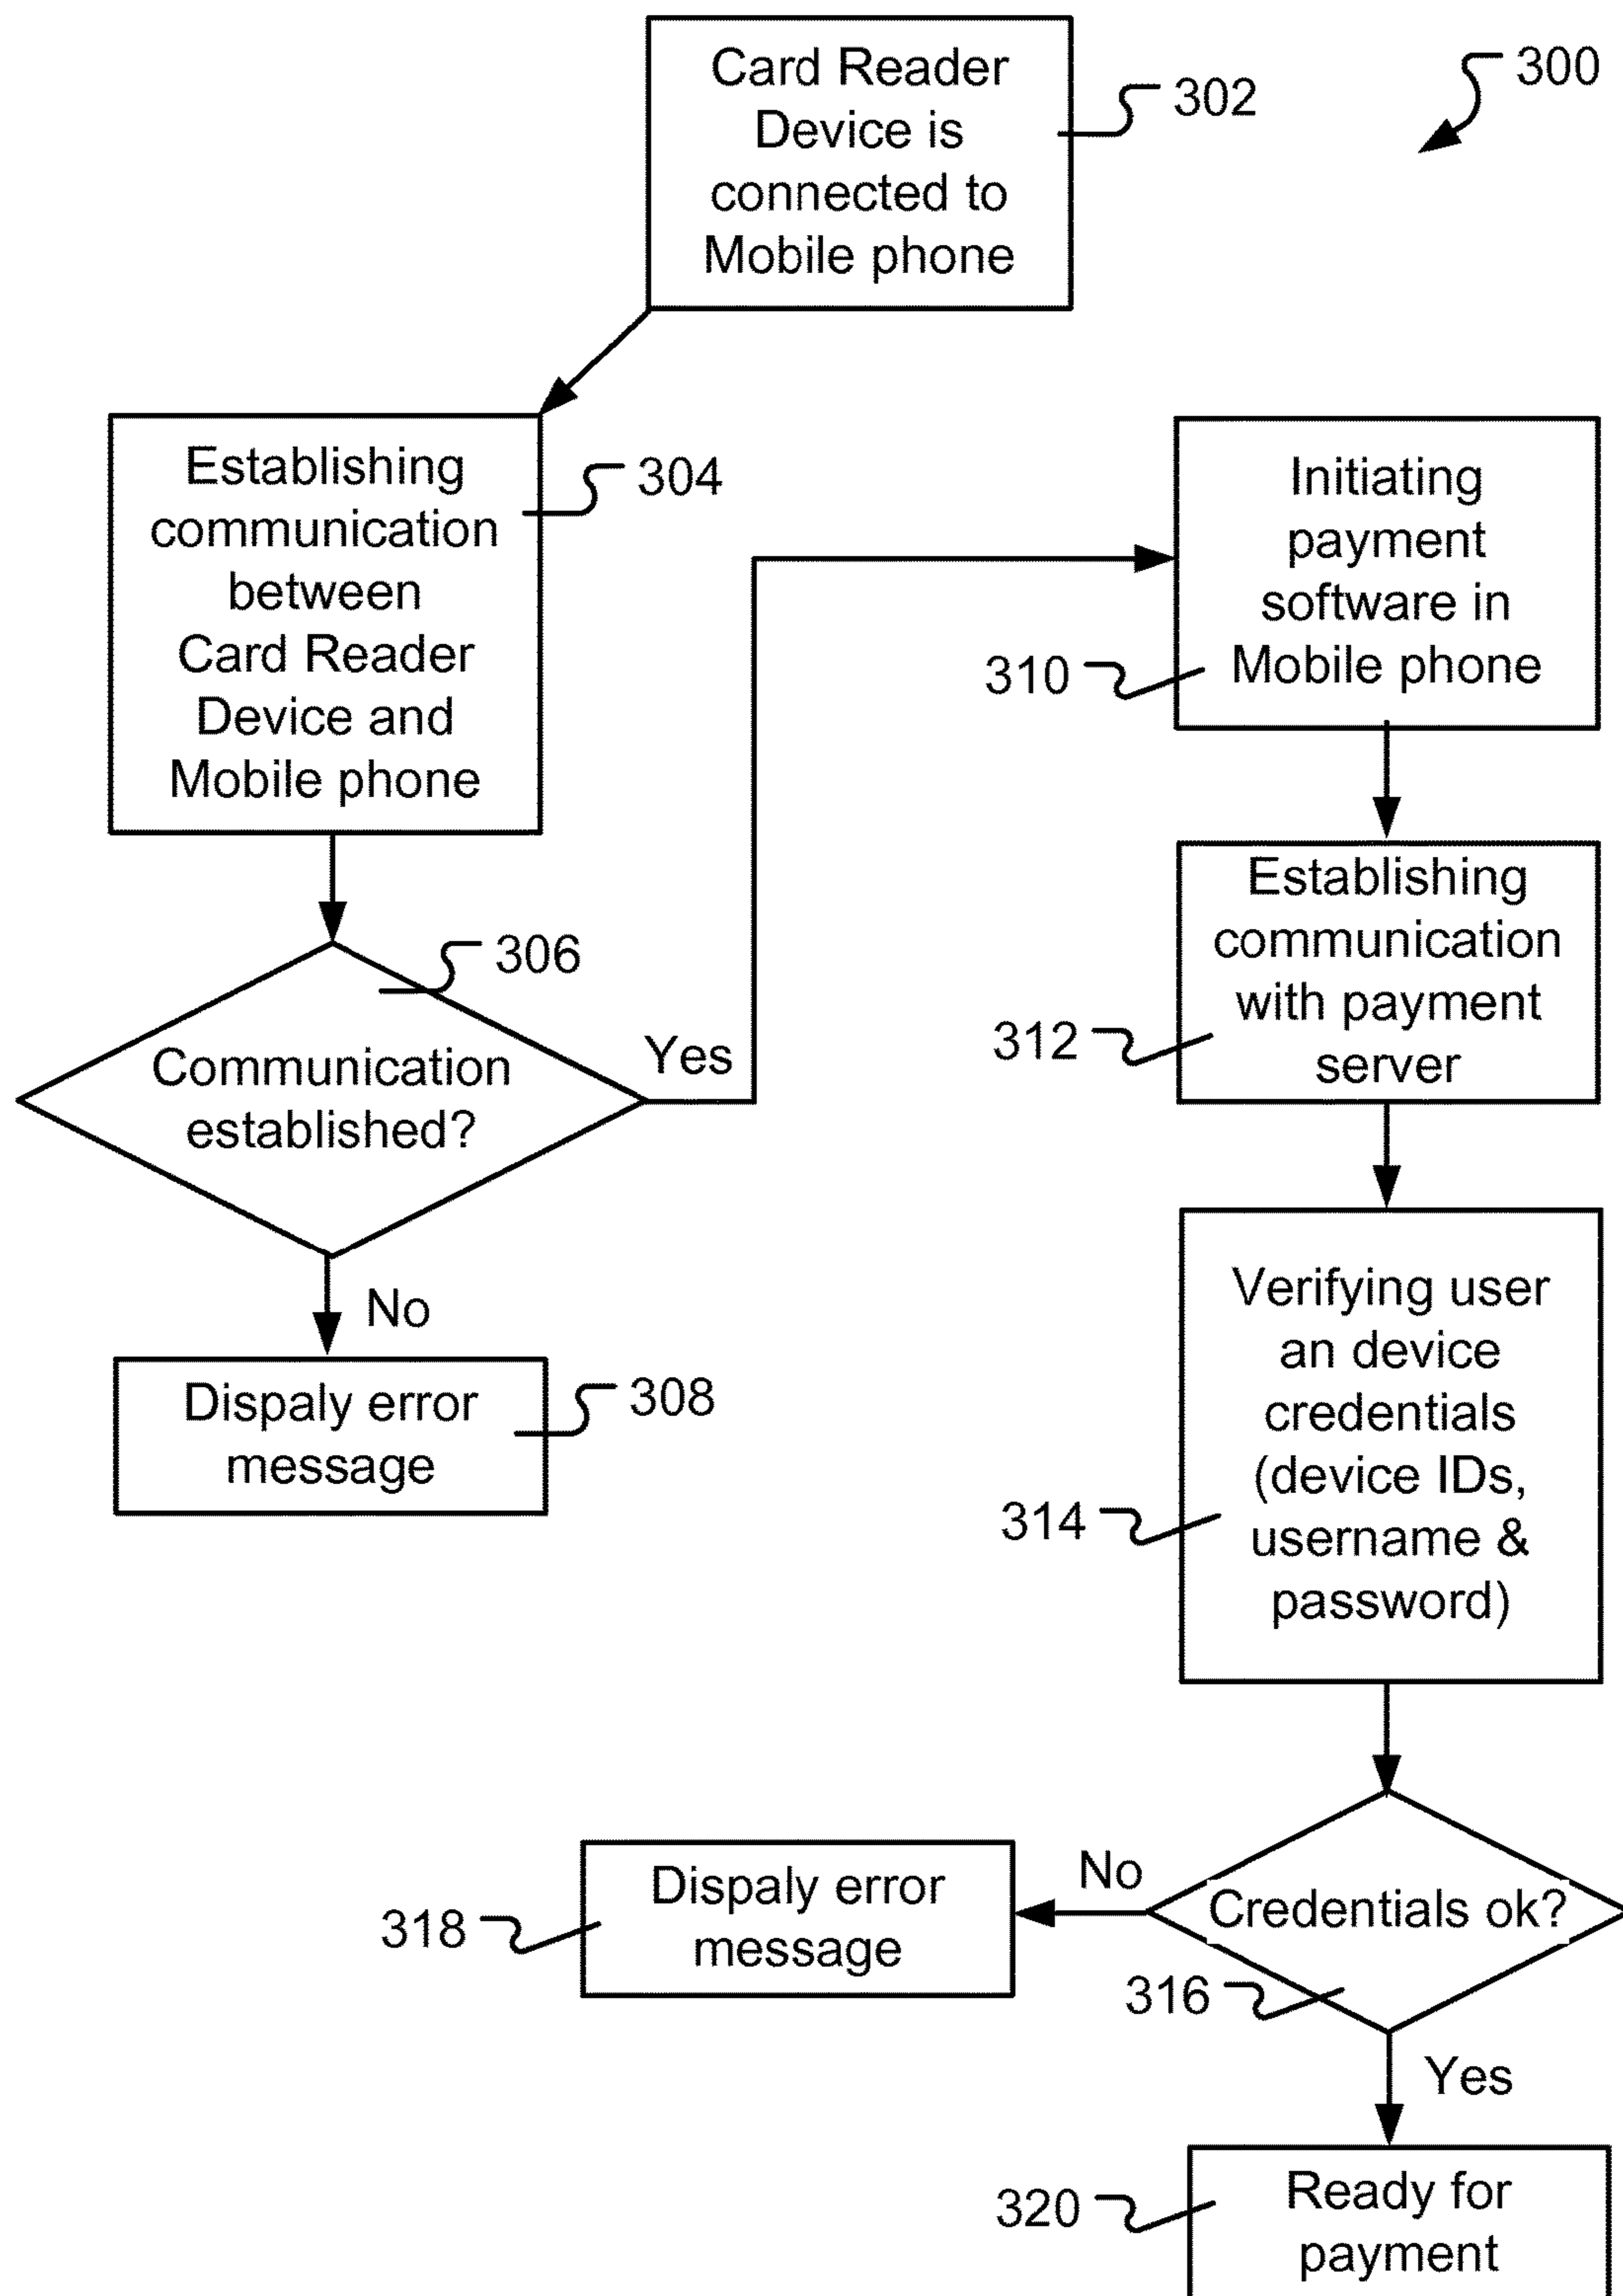 Card Reader
Device is
connected to
Mobile phone
302
300
Establishing
communication
between
Card Reader
Device and
Mobile phone
304
306
Communication
established?
Yes
No
Dispaly error
message
308
Initiating
payment
software in
Mobile phone
310
Establishing
communication
with payment
server
312
Verifying user
an device
credentials
(device IDs,
username &
password)
314
Credentials ok?
316
No
Dispaly error
message
318
Yes
Ready for
payment
320